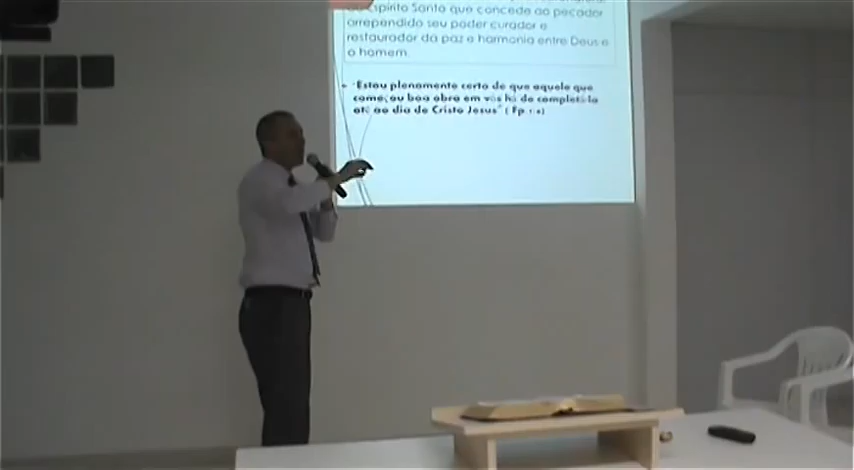 Espírito Santo que concede ao pecador
arrependido seu poder curador e
restaurador da paz e harmonia entre Deus e
o homem.
"Estou plenamente certo de que aquele que
começou boa obra em vós há de completá-la
até ao dia de Cristo Jesus" ( Fp